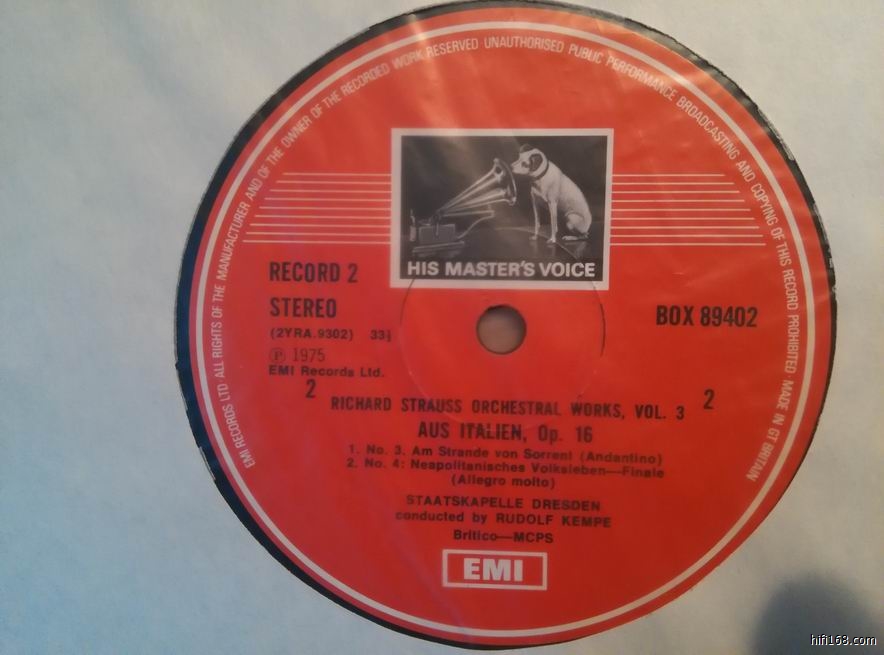 EMI RECORDS LTD · ALL RIGHTS OF THE MANUFACTURER AND OF THE OWNER OF THE RECORDED WORK RESERVED UNAUTHORISED PUBLIC PERFORMANCE BROADCASTING AND COPYING OF THIS RECORD PROHIBITED · MADE IN GT BRITAIN
HIS MASTER'S VOICE
RECORD 2
STEREO
BOX 89402
(2YRA.9302) 33⅓
Ⓟ 1975
EMI Records Ltd.
2 2
RICHARD STRAUSS ORCHESTRAL WORKS, VOL. 3
AUS ITALIEN, Op. 16
1. No. 3. Am Strande von Sorrent (Andantino)
2. No. 4: Neapolitanisches Volksleben—Finale
(Allegro molto)
STAATSKAPELLE DRESDEN
conducted by RUDOLF KEMPE
Britico—MCPS
EMI
hifi168.com